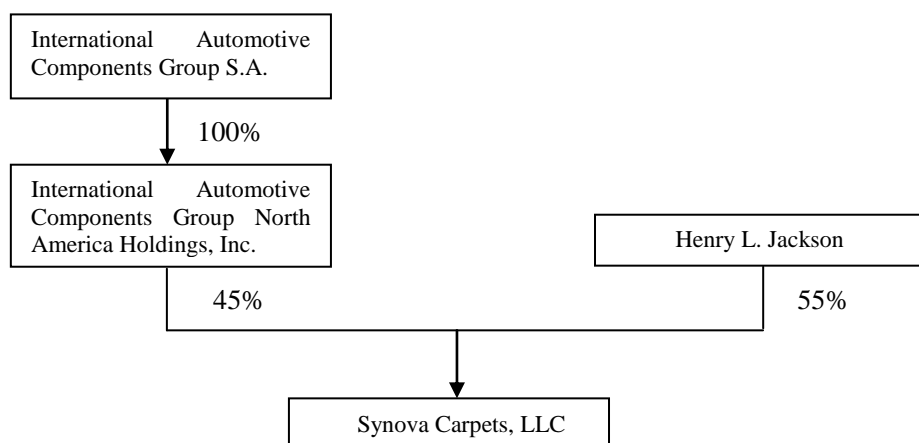 International Automotive
Components Group S.A.
100%
International Automotive
Components Group North
America Holdings, Inc.
Henry L. Jackson
45%
55%
Synova Carpets, LLC